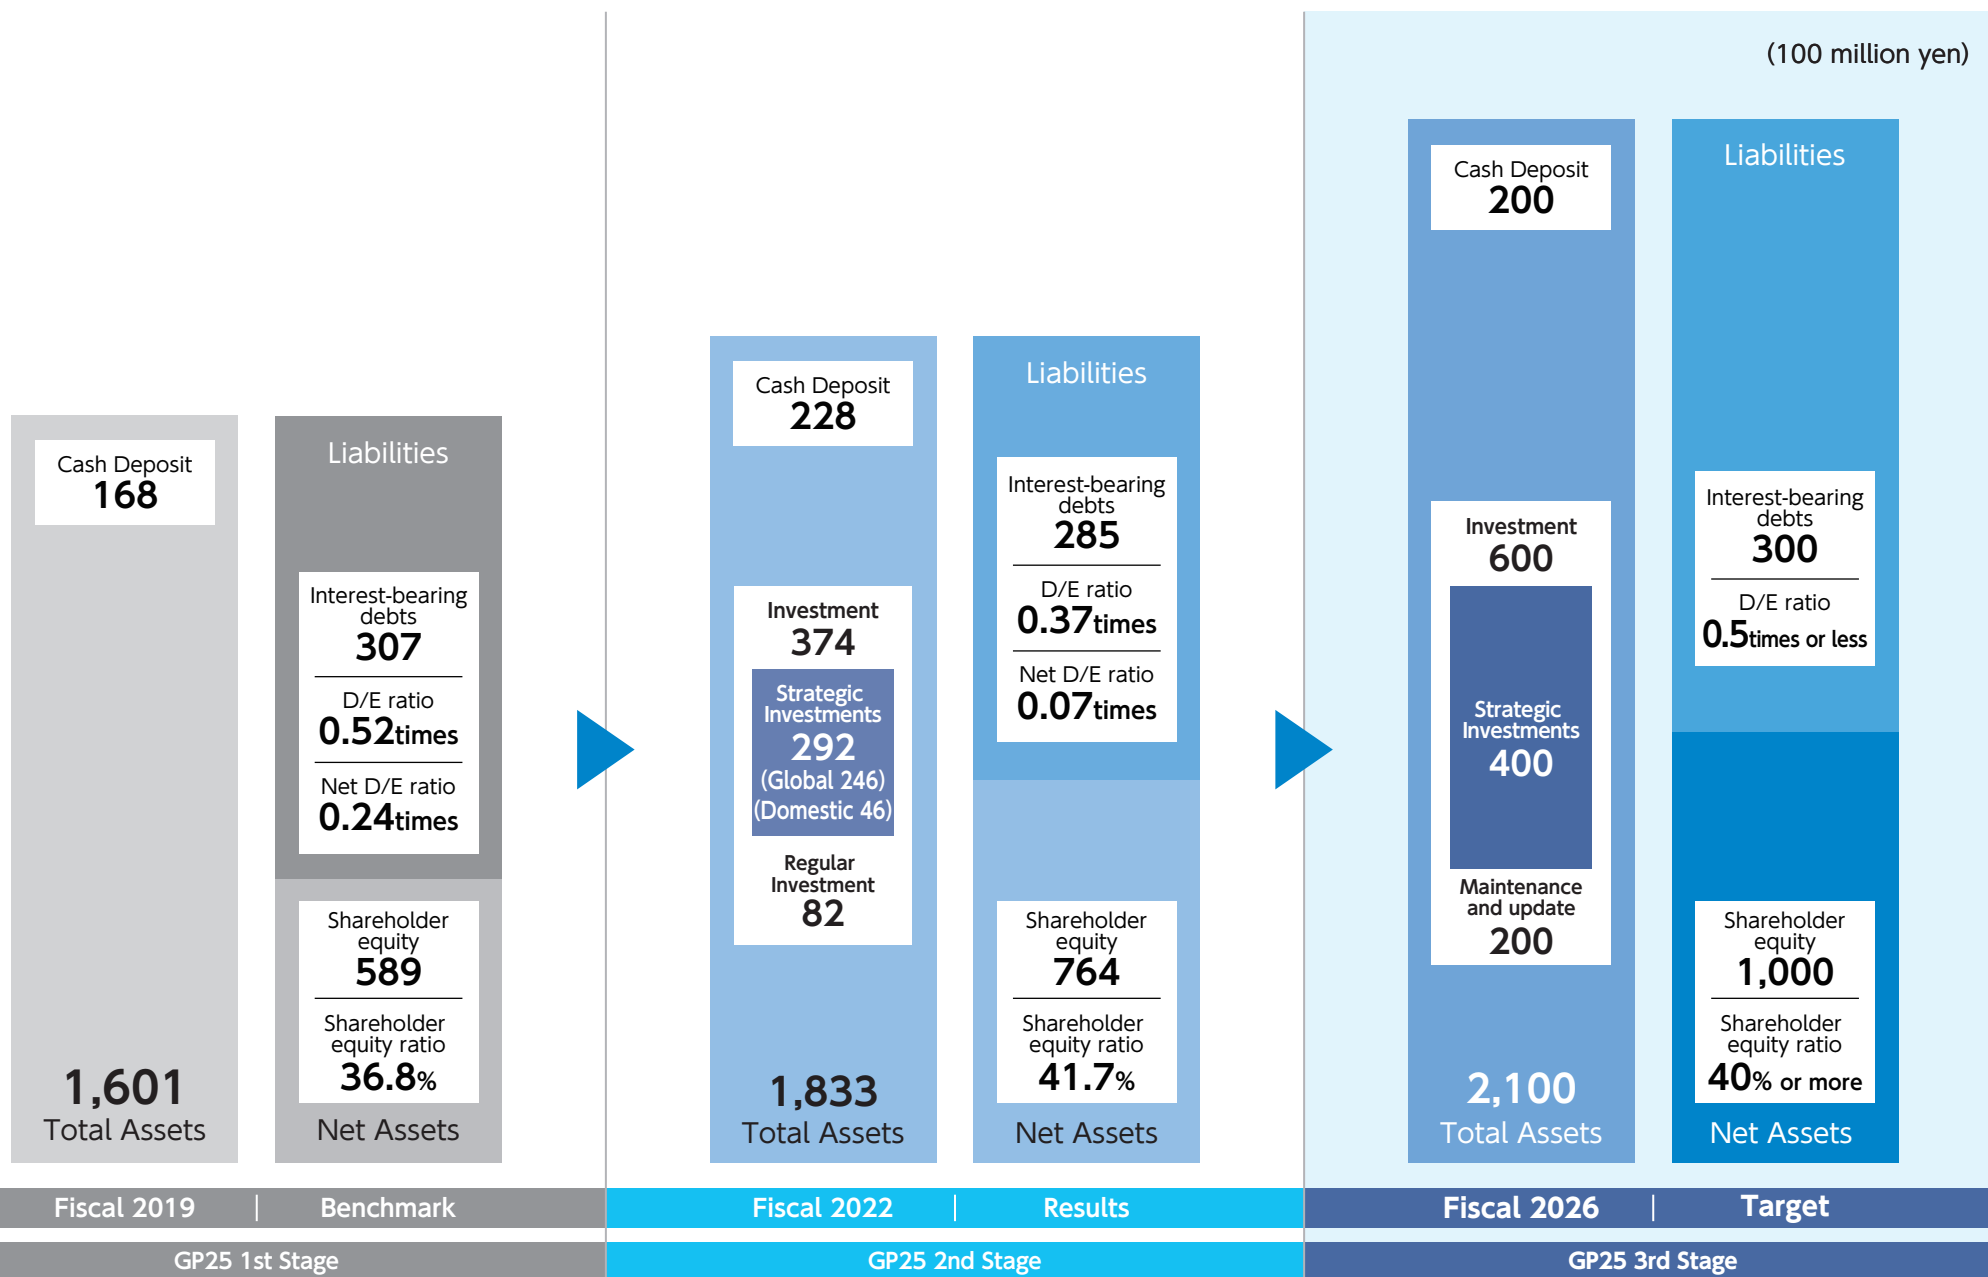 (100 million yen)
Cash Deposit
168
1,601
Total Assets
Liabilities
Interest-bearing
debts
307
D/E ratio
0.52times
Net D/E ratio
0.24times
Shareholder
equity
589
Shareholder
equity ratio
36.8%
Net Assets
Cash Deposit
228
Investment
374
Strategic
Investments
292
(Global 246)
(Domestic 46)
Regular
Investment
82
1,833
Total Assets
Liabilities
Interest-bearing
debts
285
D/E ratio
0.37times
Net D/E ratio
0.07times
Shareholder
equity
764
Shareholder
equity ratio
41.7%
Net Assets
Cash Deposit
200
Investment
600
Strategic
Investments
400
Maintenance
and update
200
2,100
Total Assets
Liabilities
Interest-bearing
debts
300
D/E ratio
0.5times or less
Shareholder
equity
1,000
Shareholder
equity ratio
40% or more
Net Assets
Fiscal 2019 | Benchmark
Fiscal 2022 | Results
Fiscal 2026 | Target
GP25 1st Stage
GP25 2nd Stage
GP25 3rd Stage